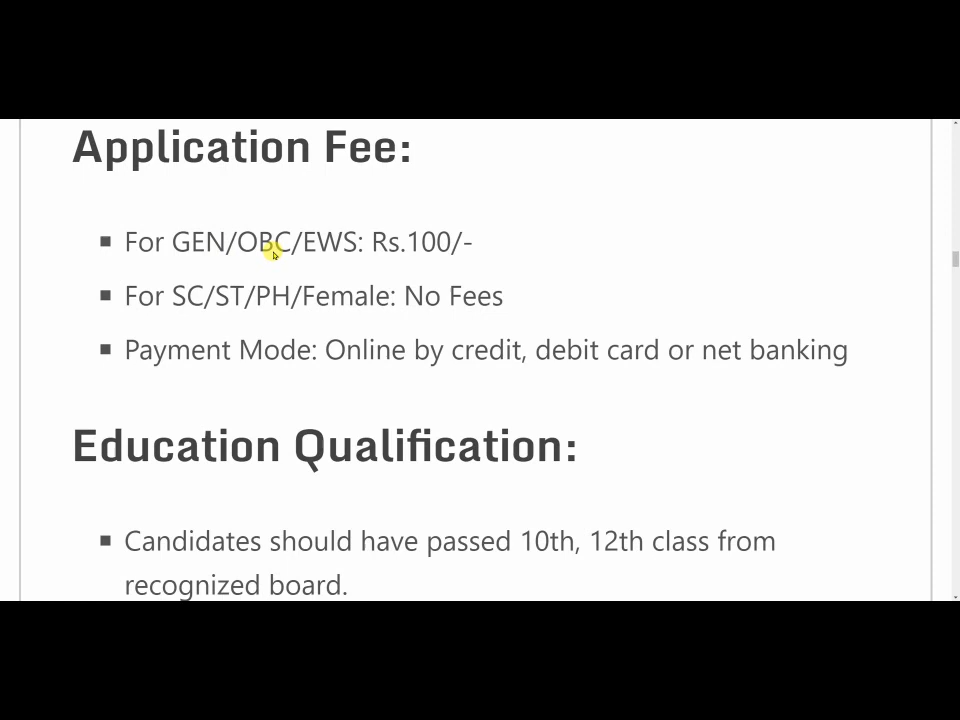 Application Fee:
For GEN/OBC/EWS: Rs.100/-
For SC/ST/PH/Female: No Fees
Payment Mode: Online by credit, debit card or net banking
Education Qualification:
Candidates should have passed 10th, 12th class from
recognized board.